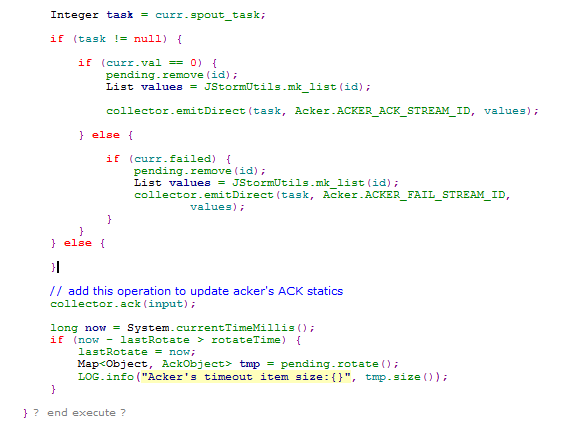 Integer task = curr.spout_task;
if (task != null) {
if (curr.val == 0) {
pending.remove(id);
List values = JStormUtils.mk_list(id);
collector.emitDirect(task, Acker.ACKER_ACK_STREAM_ID, values);
} else {
if (curr.failed) {
pending.remove(id);
List values = JStormUtils.mk_list(id);
collector.emitDirect(task, Acker.ACKER_FAIL_STREAM_ID,
values);
}
}
} else {
}
// add this operation to update acker's ACK statics
collector.ack(input);
long now = System.currentTimeMillis();
if (now - lastRotate > rotateTime) {
lastRotate = now;
Map<Object, AckObject> tmp = pending.rotate();
LOG.info("Acker's timeout item size:{}", tmp.size());
}
} ? end execute ?